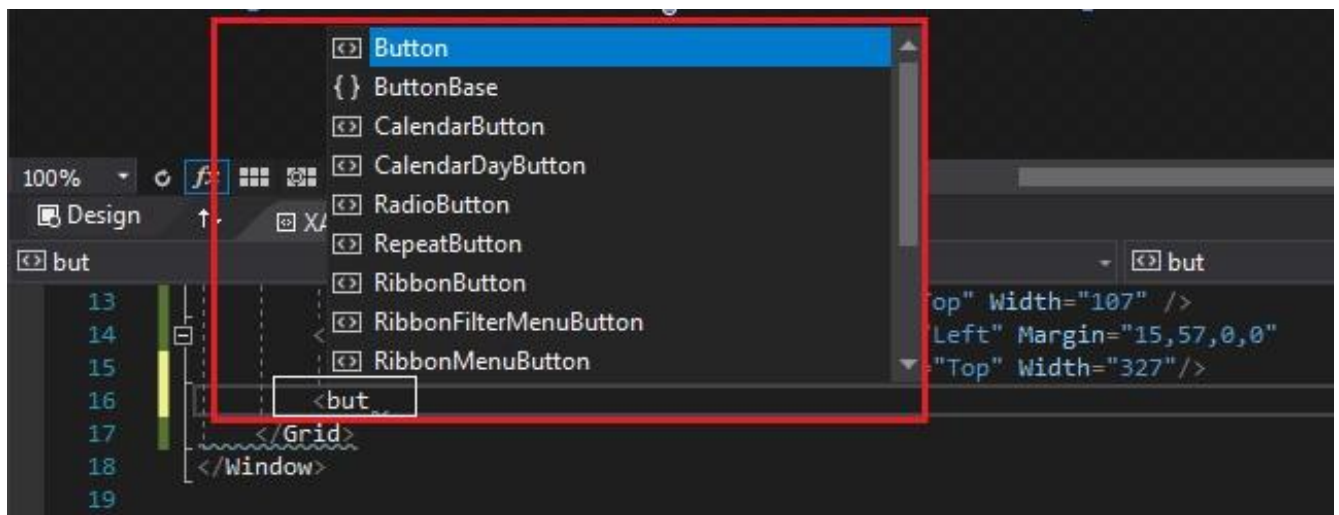 Button
{} ButtonBase
CalendarButton
CalendarDayButton
100%
RadioButton
Design
XA
RepeatButton
but
but
RibbonButton
13
op" Width="107" />
RibbonFilterMenuButton
14
<
Left" Margin="15,57,0,0"
RibbonMenuButton
15
="Top" Width="327"/>
16 <but
17 </Grid>
18 </Window>
19